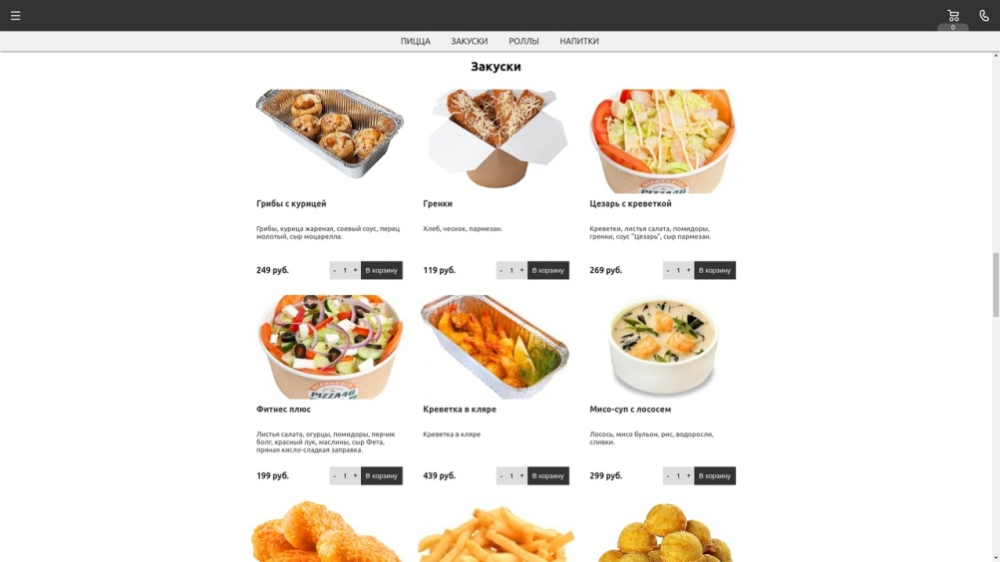 0
ПИЦЦА ЗАКУСКИ РОЛЛЫ НАПИТКИ
Закуски
Грибы с курицей
Грибы, курица жареная, соевый соус, перец
молотый, сыр моцарелла.
249 руб. - 1 + В корзину
Гренки
Хлеб, чеснок, пармезан.
119 руб. - 1 + В корзину
Цезарь с креветкой
Креветки, листья салата, помидоры,
гренки, соус "Цезарь", сыр пармезан.
269 руб. - 1 + В корзину
PIZZA46
Фитнес плюс
Листья салата, огурцы, помидоры, перчик
болг, красный лук, маслины, сыр Фета,
пряная кисло-сладкая заправка.
199 руб. - 1 + В корзину
Креветка в кляре
Креветка в кляре
439 руб. - 1 + В корзину
Мисо-суп с лососем
Лосось, мисо бульон, рис, водоросли,
сливки.
299 руб. - 1 + В корзину